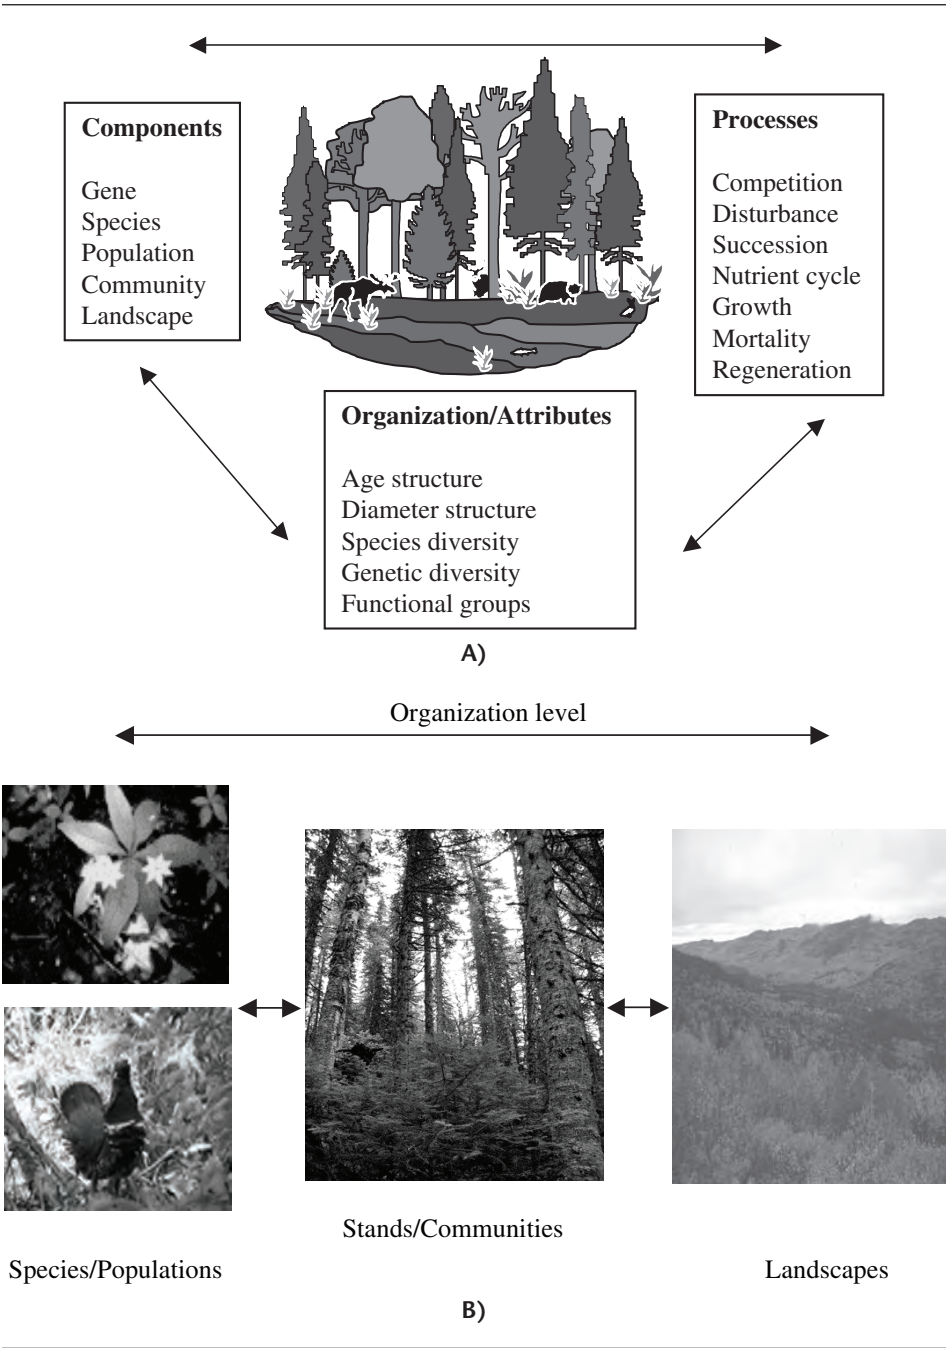 Components
Gene
Species
Population
Community
Landscape
Processes
Competition
Disturbance
Succession
Nutrient cycle
Growth
Mortality
Regeneration
Organization/Attributes
Age structure
Diameter structure
Species diversity
Genetic diversity
Functional groups
A)
Organization level
Stands/Communities
Species/Populations
Landscapes
B)